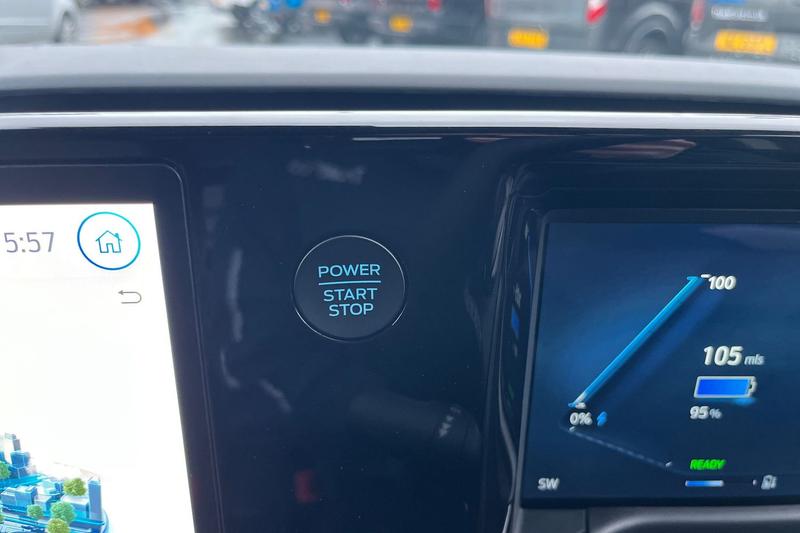 5:57
POWER
START
STOP
100
105 mls
95%
0%
READY
SW